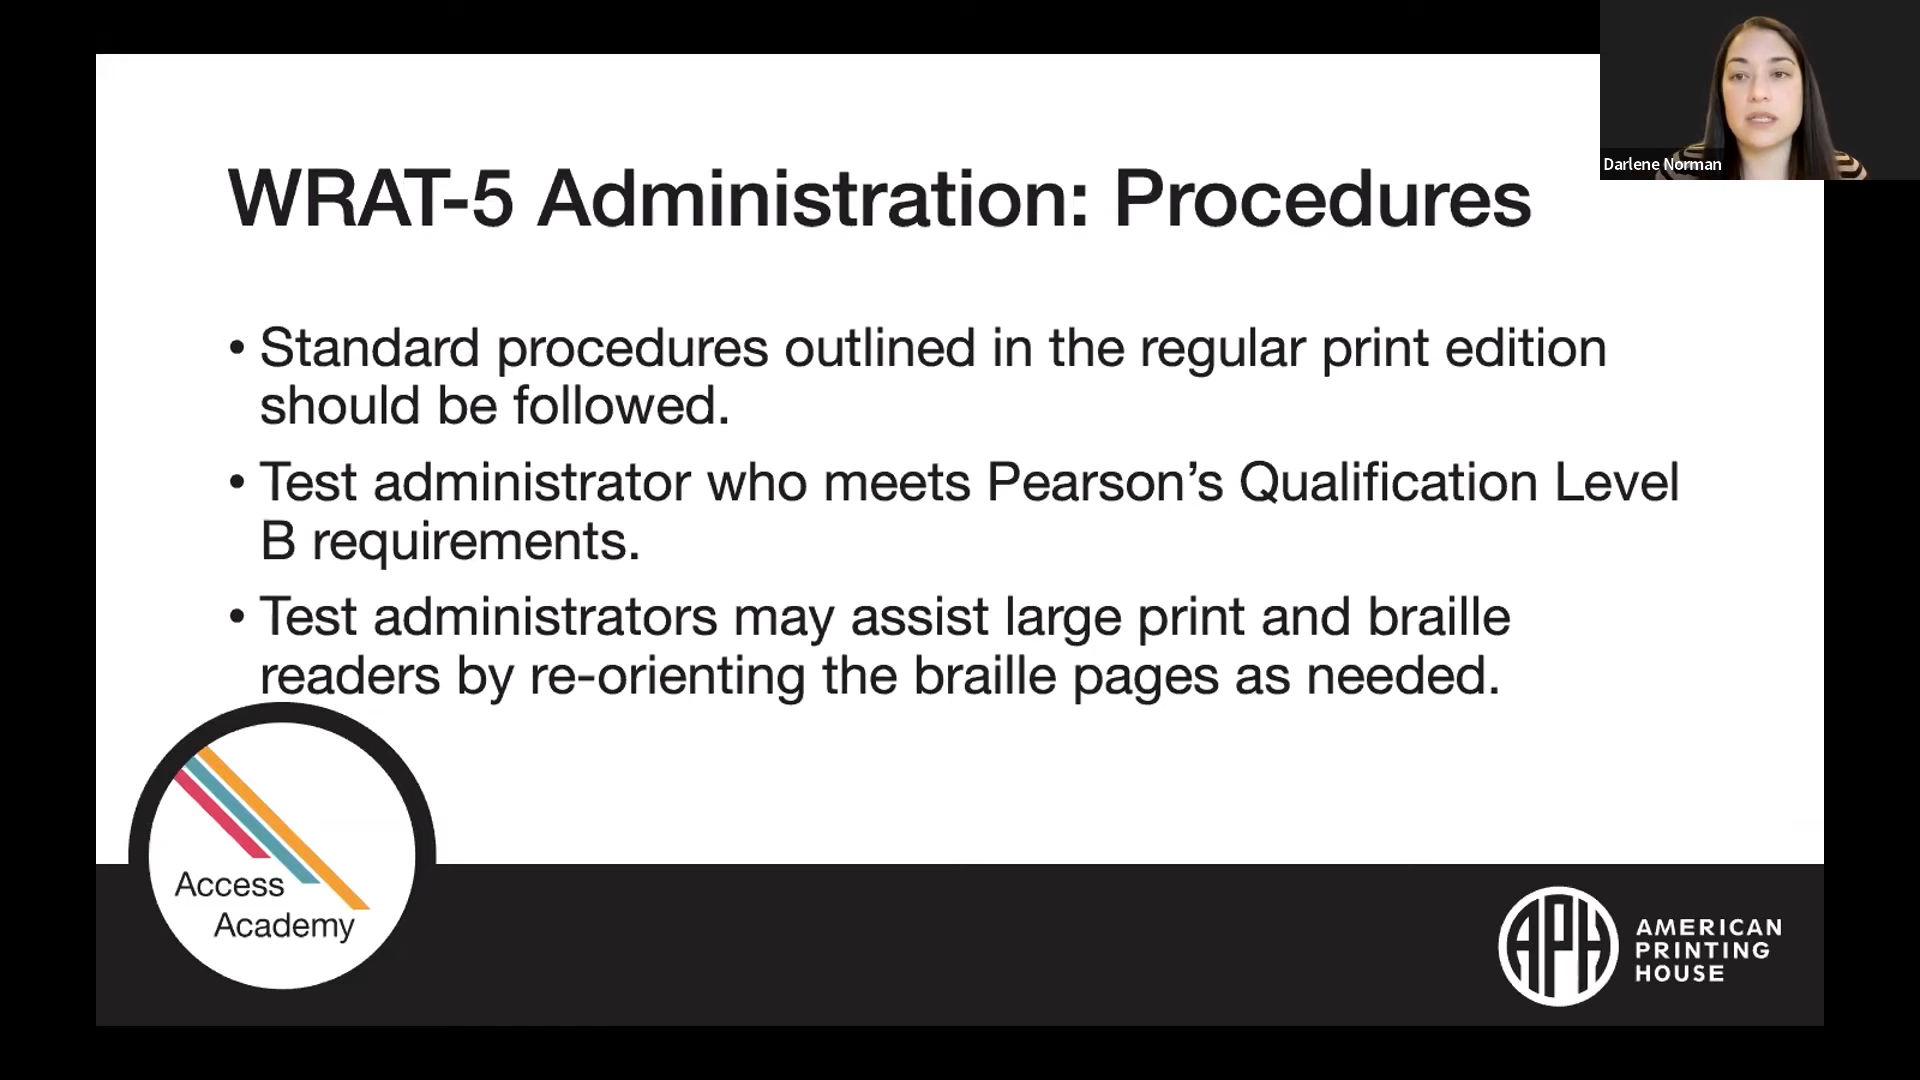 Darlene Norman
WRAT-5 Administration: Procedures
• Standard procedures outlined in the regular print edition
should be followed.
• Test administrator who meets Pearson’s Qualification Level
B requirements.
• Test administrators may assist large print and braille
readers by re-orienting the braille pages as needed.
Access
Academy
APH
AMERICAN
PRINTING
HOUSE